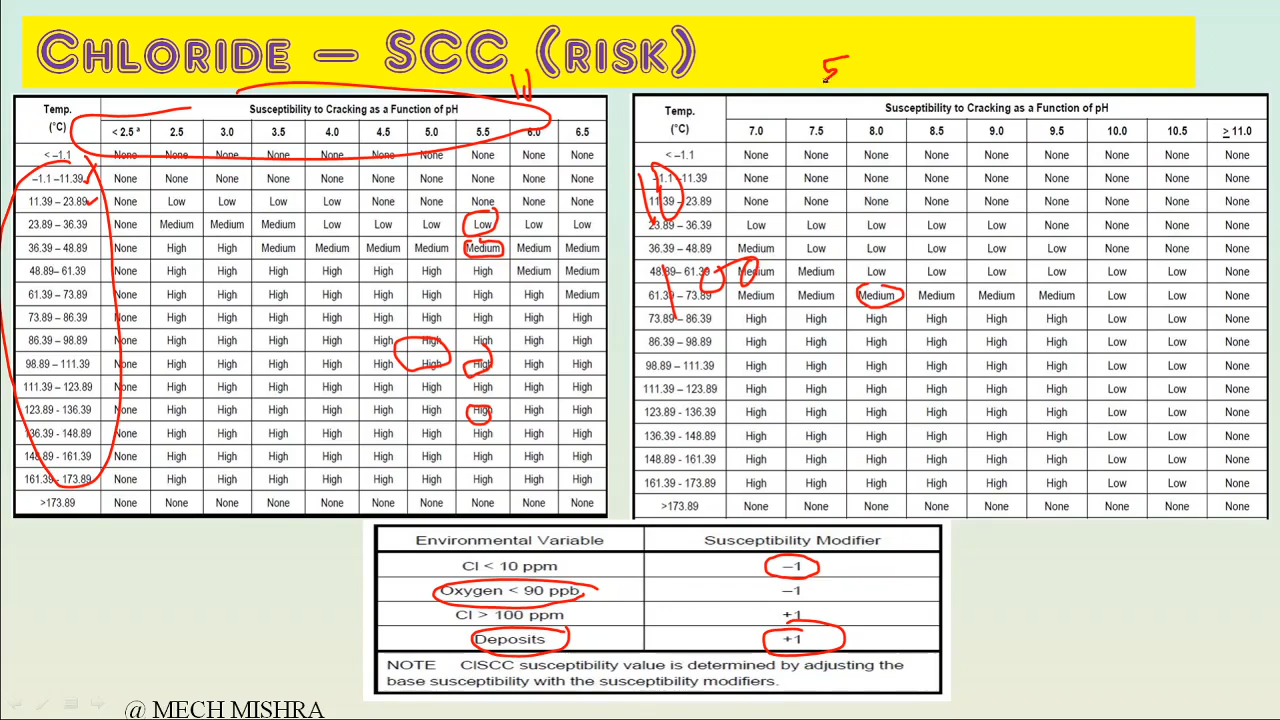 CHLORIDE – SCC (RISK)
5
Temp. (°C) Susceptibility to Cracking as a Function of pH
< 2.5 ª 2.5 3.0 3.5 4.0 4.5 5.0 5.5 6.0 6.5
< –1.1 None None None None None None None None None None
–1.1 –11.39 None None None None None None None None None None
11.39 – 23.89 None Low Low Low Low None None None None None
23.89 – 36.39 None Medium Medium Medium Low Low Low Low Low Low
36.39 – 48.89 None High High Medium Medium Medium Medium Medium Medium Medium
48.89 – 61.39 None High High High High High High High Medium Medium
61.39 – 73.89 None High High High High High High High High Medium
73.89 – 86.39 None High High High High High High High High High
86.39 – 98.89 None High High High High High High High High High
98.89 – 111.39 None High High High High High High High High High
111.39 – 123.89 None High High High High High High High High High
123.89 - 136.39 None High High High High High High High High High
136.39 - 148.89 None High High High High High High High High High
148.89 - 161.39 None High High High High High High High High High
161.39 - 173.89 None High High High High High High High High High
>173.89 None None None None None None None None None None
Temp. (°C) Susceptibility to Cracking as a Function of pH
7.0 7.5 8.0 8.5 9.0 9.5 10.0 10.5 ≥ 11.0
< –1.1 None None None None None None None None None
–1.1 –11.39 None None None None None None None None None
11.39 – 23.89 None None None None None None None None None
23.89 – 36.39 Low Low Low Low Low None None None None
36.39 – 48.89 Medium Low Low Low Low Low None None None
48.89– 61.39 Medium Medium Low Low Low Low None None None
61.39 – 73.89 Medium Medium Medium Medium Medium Medium Low Low None
73.89 – 86.39 High High High High High High Low Low None
86.39 – 98.89 High High High High High High Low Low None
98.89 – 111.39 High High High High High High Low Low None
111.39 – 123.89 High High High High High High Low Low None
123.89 - 136.39 High High High High High High Low Low None
136.39 - 148.89 High High High High High High Low Low None
148.89 - 161.39 High High High High High High Low Low None
161.39 - 173.89 High High High High High High Low Low None
>173.89 None None None None None None None None None
10
100
Environmental Variable Susceptibility Modifier
Cl < 10 ppm –1
Oxygen < 90 ppb –1
Cl > 100 ppm +1
Deposits +1
NOTE ClSCC susceptibility value is determined by adjusting the
base susceptibility with the susceptibility modifiers.
@ MECH MISHRA